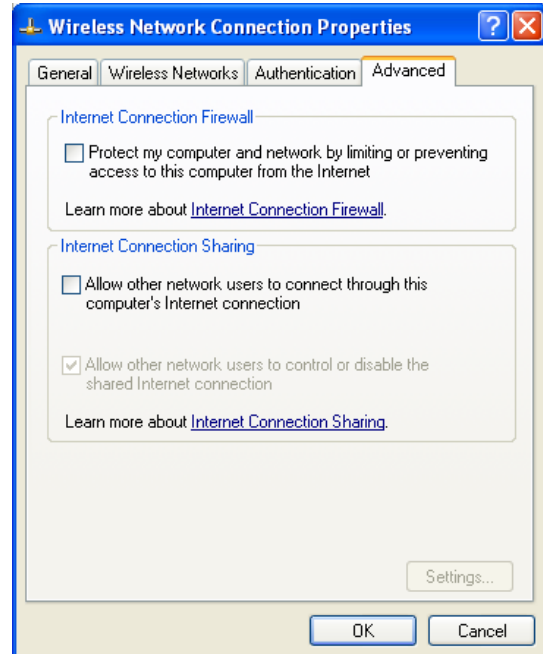 Wireless Network Connection Properties
General Wireless Networks Authentication Advanced
Internet Connection Firewall
Protect my computer and network by limiting or preventing
access to this computer from the Internet
Learn more about Internet Connection Firewall.
Internet Connection Sharing
Allow other network users to connect through this
computer's Internet connection
Allow other network users to control or disable the
shared Internet connection
Learn more about Internet Connection Sharing.
Settings...
OK Cancel